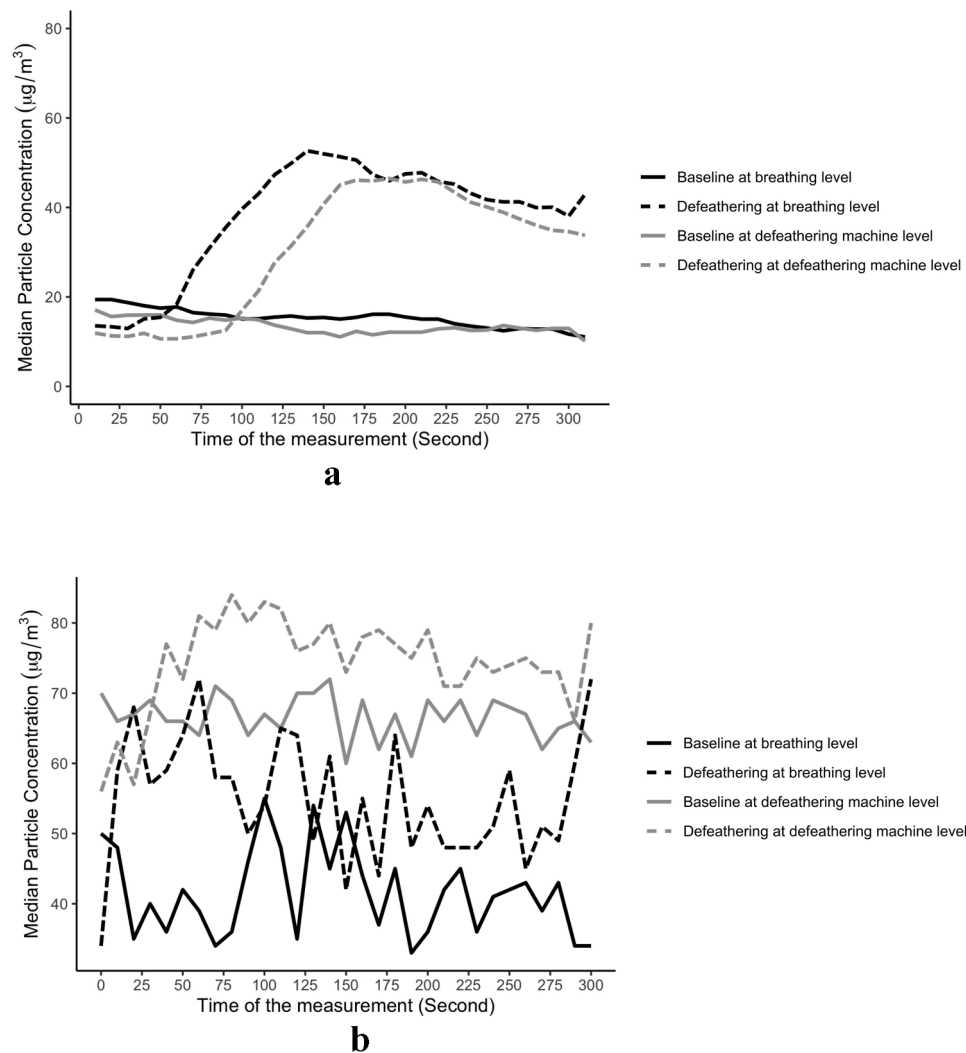 80
60
40
20
0
Median Particle Concentration (μg/m³)
0 25 50 75 100 125 150 175 200 225 250 275 300
Time of the measurement (Second)
Baseline at breathing level
Defeathering at breathing level
Baseline at defeathering machine level
Defeathering at defeathering machine level
a
80
70
60
50
40
Median Particle Concentration (μg/m³)
0 25 50 75 100 125 150 175 200 225 250 275 300
Time of the measurement (Second)
Baseline at breathing level
Defeathering at breathing level
Baseline at defeathering machine level
Defeathering at defeathering machine level
b